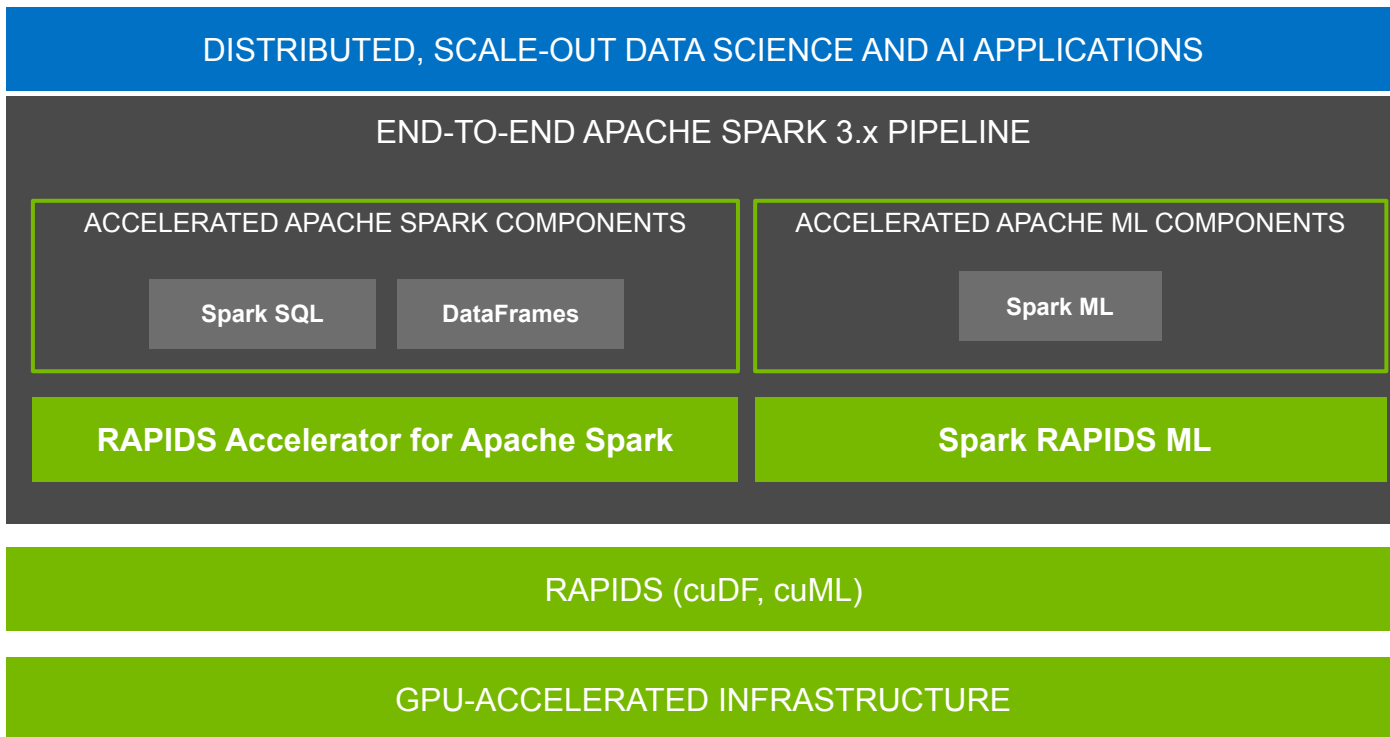 DISTRIBUTED, SCALE-OUT DATA SCIENCE AND AI APPLICATIONS
END-TO-END APACHE SPARK 3.x PIPELINE
ACCELERATED APACHE SPARK COMPONENTS
Spark SQL
DataFrames
RAPIDS Accelerator for Apache Spark
ACCELERATED APACHE ML COMPONENTS
Spark ML
Spark RAPIDS ML
RAPIDS (cuDF, cuML)
GPU-ACCELERATED INFRASTRUCTURE